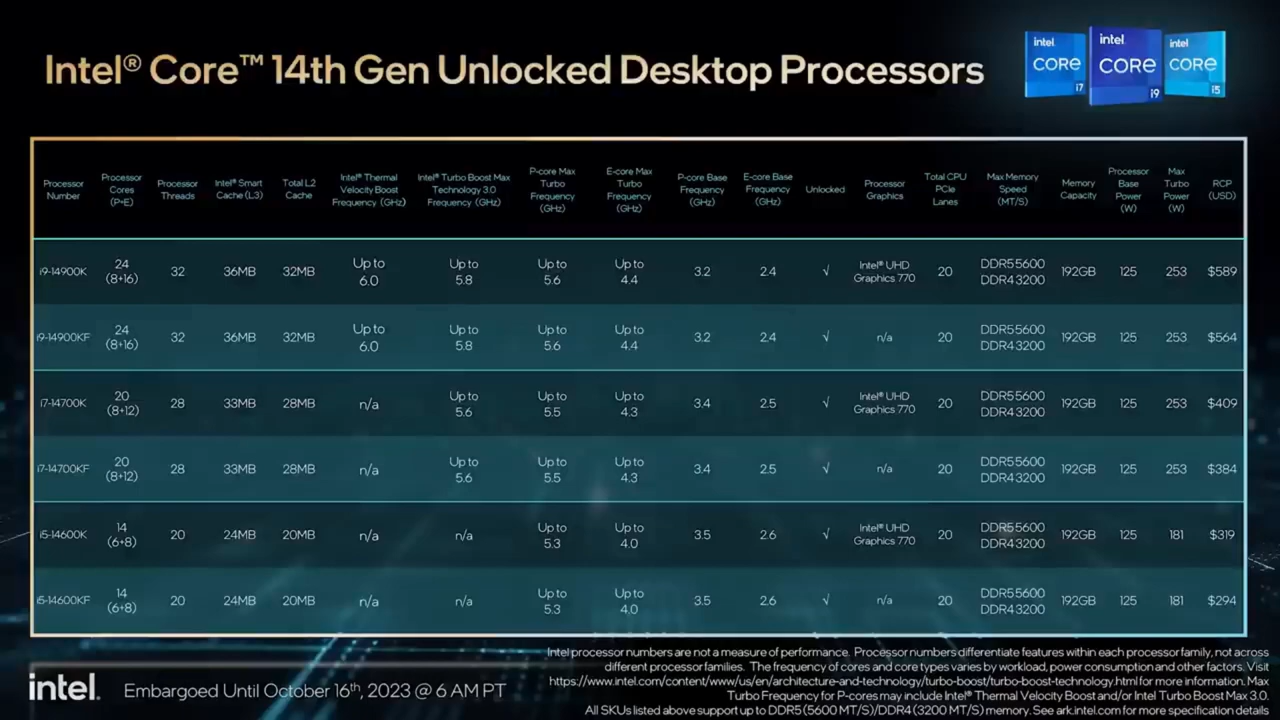 Intel® Core™ 14th Gen Unlocked Desktop Processors
intel. CORE i7
intel. CORE i9
intel. CORE i5
Processor Number | Processor Cores (P+E) | Processor Threads | Intel® Smart Cache (L3) | Total L2 Cache | Intel® Thermal Velocity Boost Frequency (GHz) | Intel® Turbo Boost Max Technology 3.0 Frequency (GHz) | P-core Max Turbo Frequency (GHz) | E-core Max Turbo Frequency (GHz) | P-core Base Frequency (GHz) | E-core Base Frequency (GHz) | Unlocked | Processor Graphics | Total CPU PCIe Lanes | Max Memory Speed (MT/S) | Memory Capacity | Processor Base Power (W) | Max Turbo Power (W) | RCP (USD)
i9-14900K | 24 (8+16) | 32 | 36MB | 32MB | Up to 6.0 | Up to 5.8 | Up to 5.6 | Up to 4.4 | 3.2 | 2.4 | √ | Intel® UHD Graphics 770 | 20 | DDR5 5600 DDR4 3200 | 192GB | 125 | 253 | $589
i9-14900KF | 24 (8+16) | 32 | 36MB | 32MB | Up to 6.0 | Up to 5.8 | Up to 5.6 | Up to 4.4 | 3.2 | 2.4 | √ | n/a | 20 | DDR5 5600 DDR4 3200 | 192GB | 125 | 253 | $564
i7-14700K | 20 (8+12) | 28 | 33MB | 28MB | n/a | Up to 5.6 | Up to 5.5 | Up to 4.3 | 3.4 | 2.5 | √ | Intel® UHD Graphics 770 | 20 | DDR5 5600 DDR4 3200 | 192GB | 125 | 253 | $409
i7-14700KF | 20 (8+12) | 28 | 33MB | 28MB | n/a | Up to 5.6 | Up to 5.5 | Up to 4.3 | 3.4 | 2.5 | √ | n/a | 20 | DDR5 5600 DDR4 3200 | 192GB | 125 | 253 | $384
i5-14600K | 14 (6+8) | 20 | 24MB | 20MB | n/a | n/a | Up to 5.3 | Up to 4.0 | 3.5 | 2.6 | √ | Intel® UHD Graphics 770 | 20 | DDR5 5600 DDR4 3200 | 192GB | 125 | 181 | $319
i5-14600KF | 14 (6+8) | 20 | 24MB | 20MB | n/a | n/a | Up to 5.3 | Up to 4.0 | 3.5 | 2.6 | √ | n/a | 20 | DDR5 5600 DDR4 3200 | 192GB | 125 | 181 | $294
Intel processor numbers are not a measure of performance. Processor numbers differentiate features within each processor family, not across
different processor families. The frequency of cores and core types varies by workload, power consumption and other factors. Visit
https://www.intel.com/content/www/us/en/architecture-and-technology/turbo-boost/turbo-boost-technology.html for more information. Max
Turbo Frequency for P-cores may include Intel® Thermal Velocity Boost and/or Intel Turbo Boost Max 3.0.
All SKUs listed above support up to DDR5 (5600 MT/S)/DDR4 (3200 MT/S) memory. See ark.intel.com for more specification details
intel. Embargoed Until October 16th, 2023 @ 6 AM PT